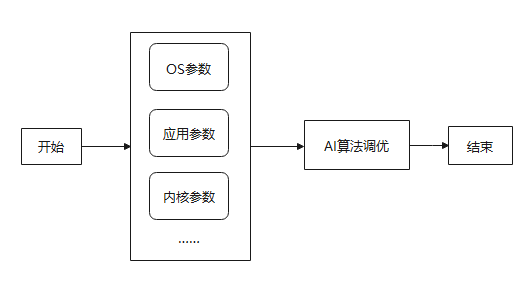 开始
OS参数
应用参数
内核参数
......
AI算法调优
结束